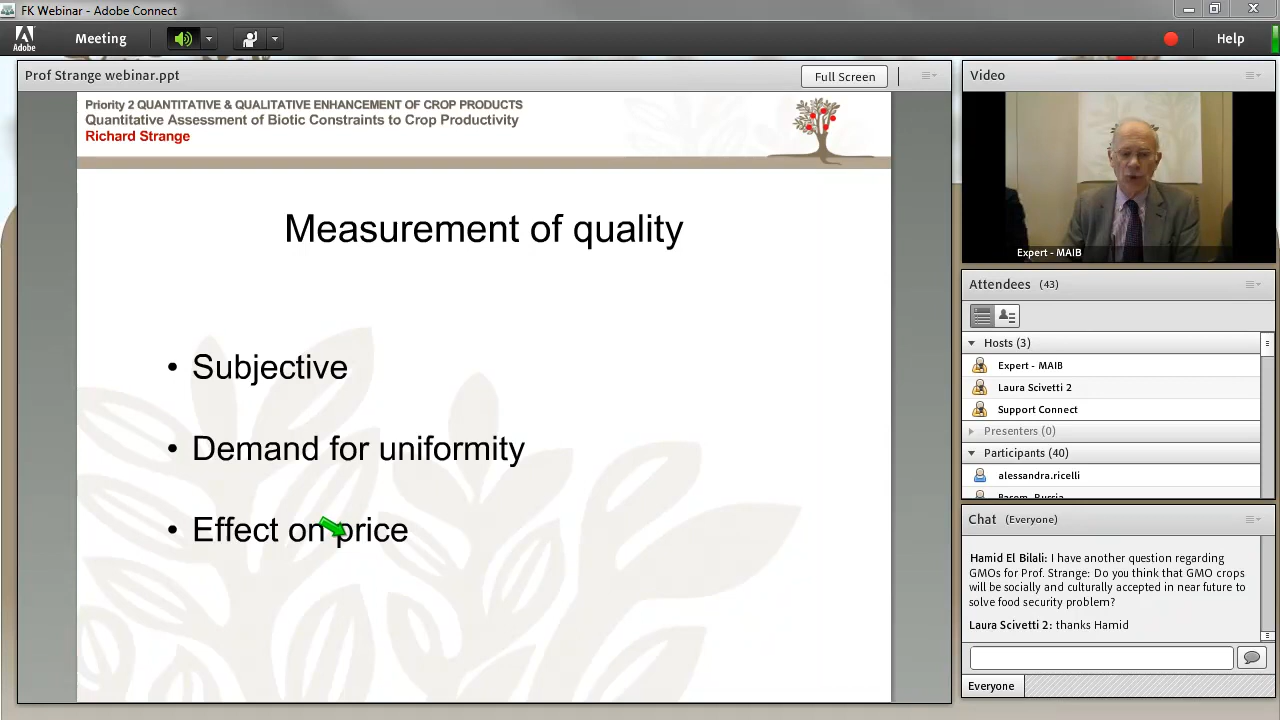 FK Webinar - Adobe Connect
Adobe
Meeting
Help
Prof Strange webinar.ppt
Full Screen
Priority 2 QUANTITATIVE & QUALITATIVE ENHANCEMENT OF CROP PRODUCTS
Quantitative Assessment of Biotic Constraints to Crop Productivity
Richard Strange
Measurement of quality
• Subjective
• Demand for uniformity
• Effect on price
Video
Expert - MAIB
Attendees (43)
Hosts (3)
Expert - MAIB
Laura Scivetti 2
Support Connect
Presenters (0)
Participants (40)
alessandra.ricelli
Chat (Everyone)
Hamid El Bilali: I have another question regarding
GMOs for Prof. Strange: Do you think that GMO crops
will be socially and culturally accepted in near future to
solve food security problem?
Laura Scivetti 2: thanks Hamid
Everyone